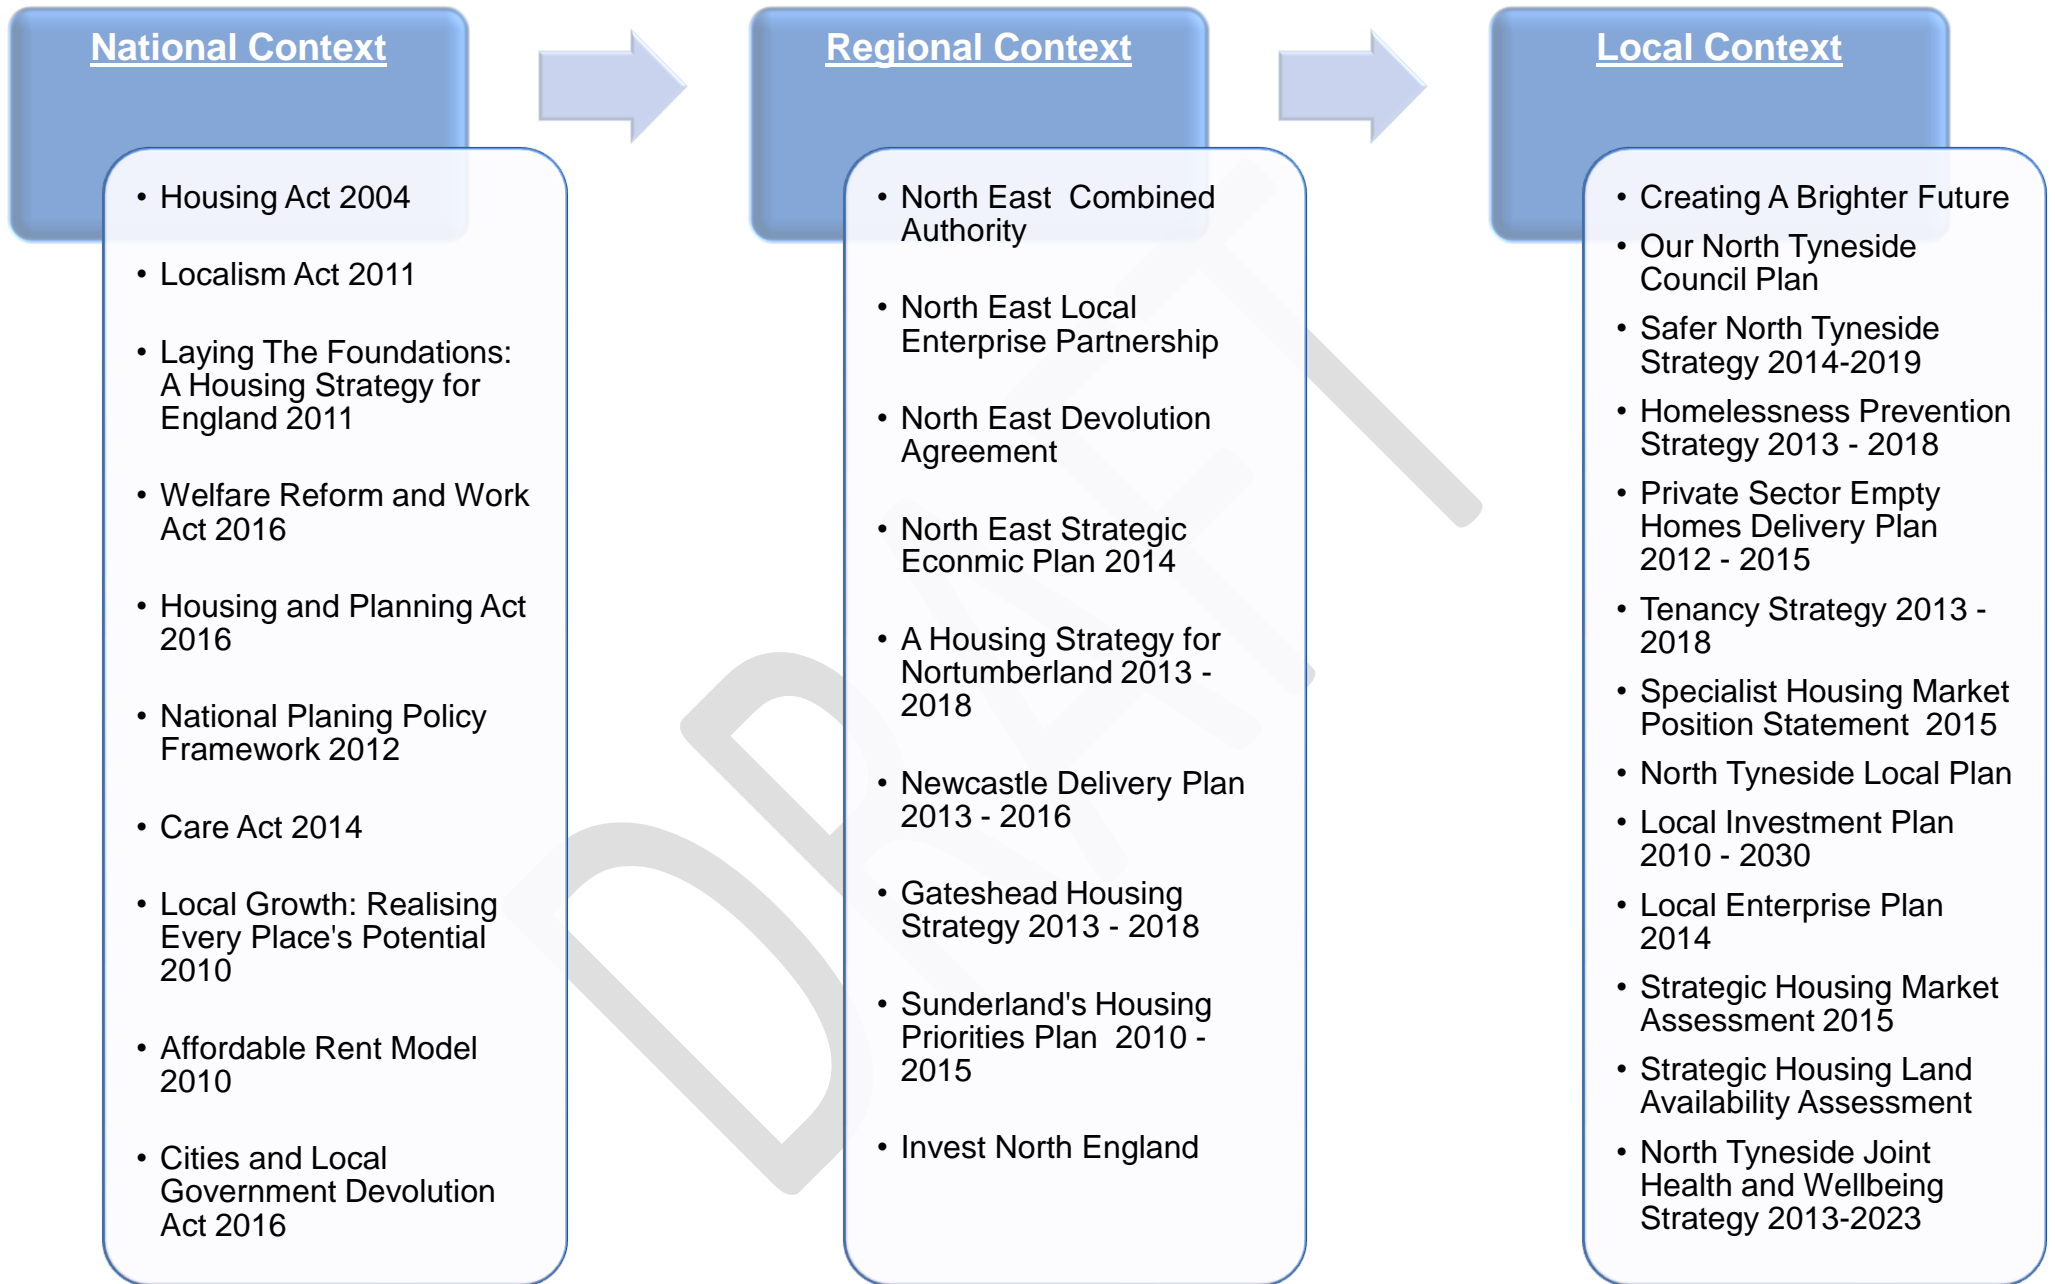 National Context
• Housing Act 2004
• Localism Act 2011
• Laying The Foundations:
A Housing Strategy for
England 2011
• Welfare Reform and Work
Act 2016
• Housing and Planning Act
2016
• National Planing Policy
Framework 2012
• Care Act 2014
• Local Growth: Realising
Every Place's Potential
2010
• Affordable Rent Model
2010
• Cities and Local
Government Devolution
Act 2016
Regional Context
• North East  Combined
Authority
• North East Local
Enterprise Partnership
• North East Devolution
Agreement
• North East Strategic
Econmic Plan 2014
• A Housing Strategy for
Nortumberland 2013 -
2018
• Newcastle Delivery Plan
2013 - 2016
• Gateshead Housing
Strategy 2013 - 2018
• Sunderland's Housing
Priorities Plan  2010 -
2015
• Invest North England
Local Context
• Creating A Brighter Future
• Our North Tyneside
Council Plan
• Safer North Tyneside
Strategy 2014-2019
• Homelessness Prevention
Strategy 2013 - 2018
• Private Sector Empty
Homes Delivery Plan
2012 - 2015
• Tenancy Strategy 2013 -
2018
• Specialist Housing Market
Position Statement  2015
• North Tyneside Local Plan
• Local Investment Plan
2010 - 2030
• Local Enterprise Plan
2014
• Strategic Housing Market
Assessment 2015
• Strategic Housing Land
Availability Assessment
• North Tyneside Joint
Health and Wellbeing
Strategy 2013-2023
DRAFT